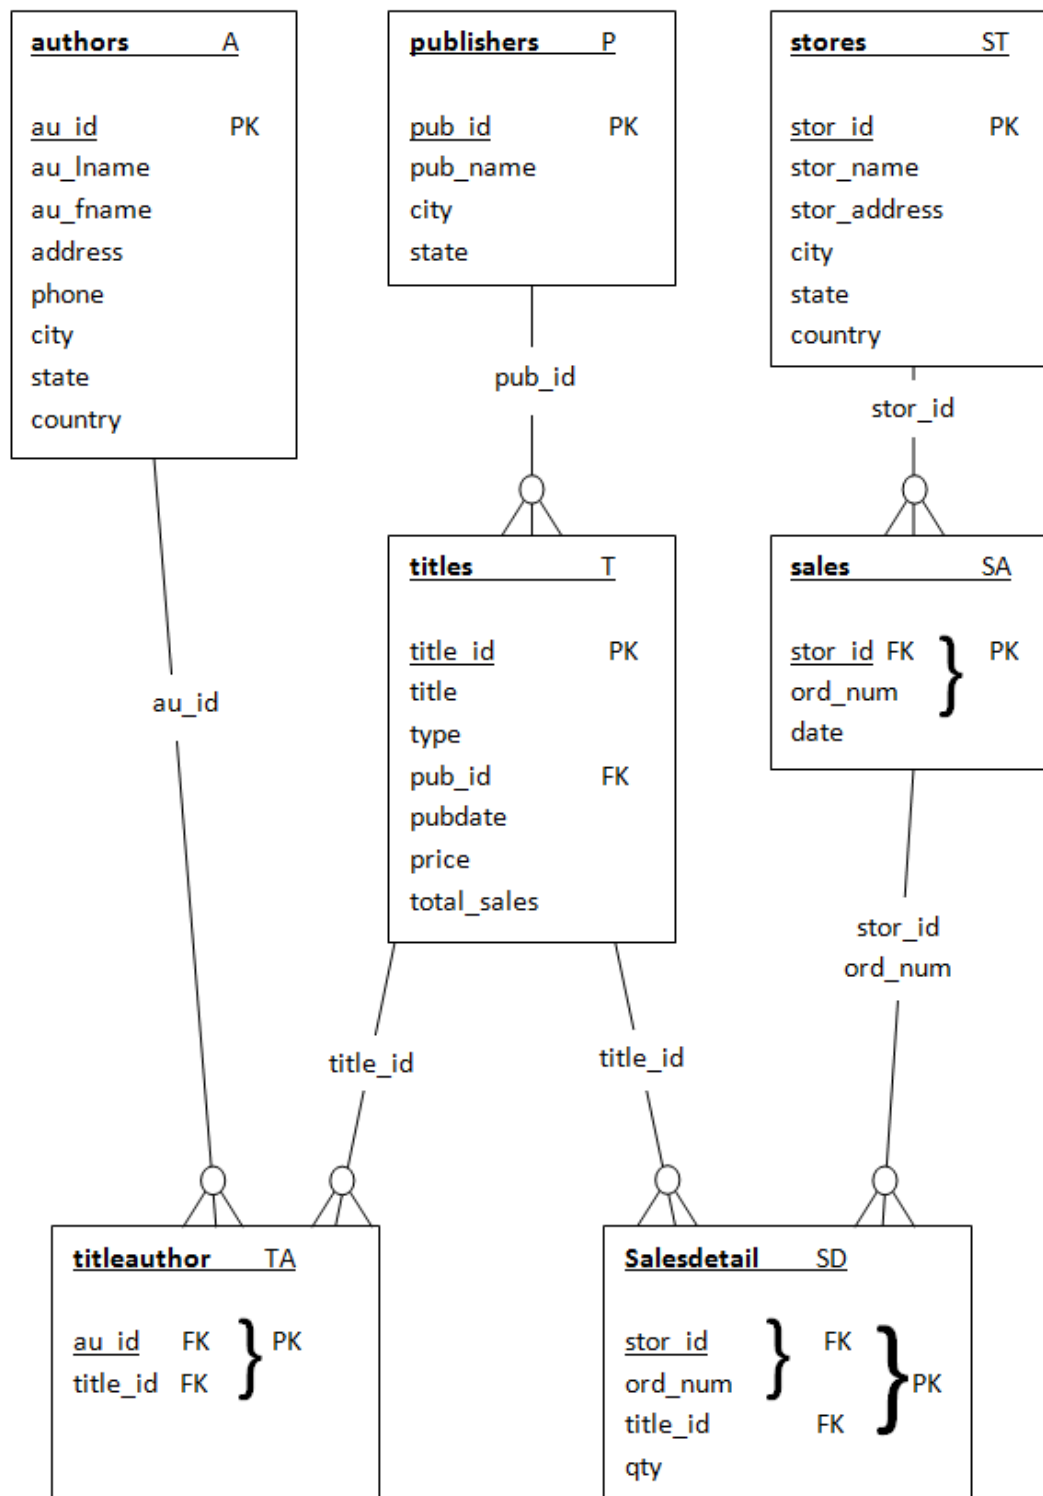 authors A
au_id PK
au_lname
au_fname
address
phone
city
state
country
publishers P
pub_id PK
pub_name
city
state
stores ST
stor_id PK
stor_name
stor_address
city
state
country
pub_id
stor_id
au_id
titles T
title_id PK
title
type
pub_id FK
pubdate
price
total_sales
sales SA
stor_id FK } PK
ord_num
date
title_id
title_id
stor_id
ord_num
titleauthor TA
au_id FK } PK
title_id FK
Salesdetail SD
stor_id } FK } PK
ord_num
title_id FK
qty